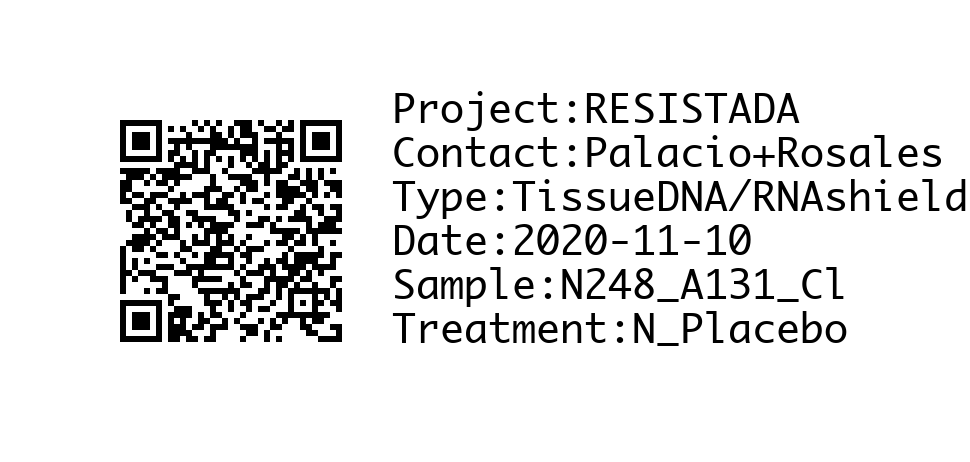 Project:RESISTADA
Contact:Palacio+Rosales
Type:TissueDNA/RNAshield
Date:2020-11-10
Sample:N248_A131_Cl
Treatment:N_Placebo